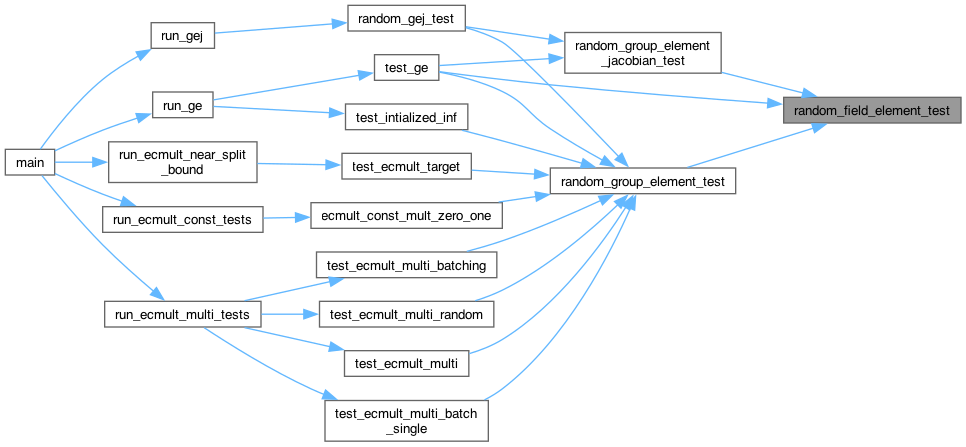 random_gej_test
run_gej
random_group_element
_jacobian_test
test_ge
run_ge
random_field_element_test
test_intialized_inf
main
run_ecmult_near_split
_bound
test_ecmult_target
random_group_element_test
run_ecmult_const_tests
ecmult_const_mult_zero_one
test_ecmult_multi_batching
run_ecmult_multi_tests
test_ecmult_multi_random
test_ecmult_multi
test_ecmult_multi_batch
_single